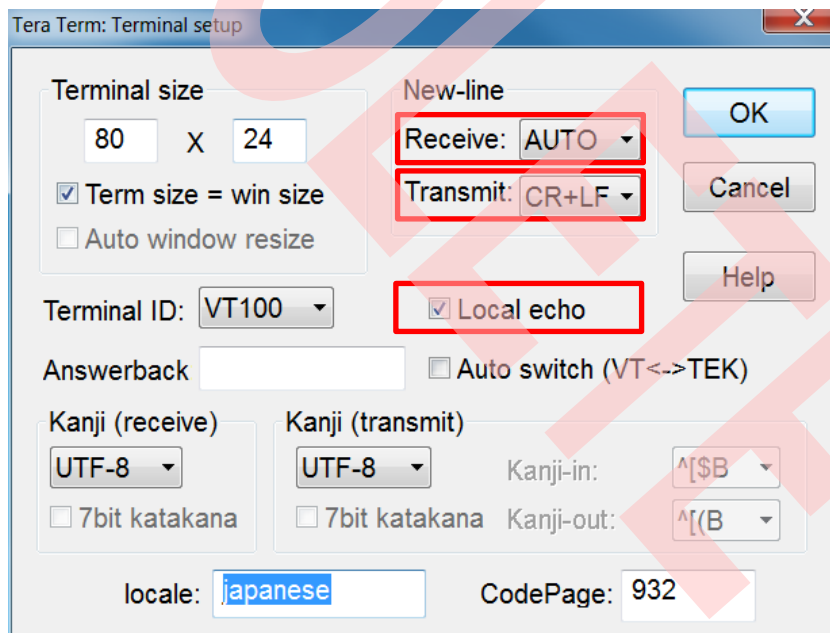 Tera Term: Terminal setup
Terminal size
80 X 24
Term size = win size
Auto window resize
New-line
Receive: AUTO
Transmit: CR+LF
OK
Cancel
Help
Terminal ID: VT100
Local echo
Answerback
Auto switch (VT<->TEK)
Kanji (receive)
UTF-8
7bit katakana
Kanji (transmit)
UTF-8
7bit katakana
Kanji-in: ^[$B
Kanji-out: ^[(B
locale: japanese
CodePage: 932